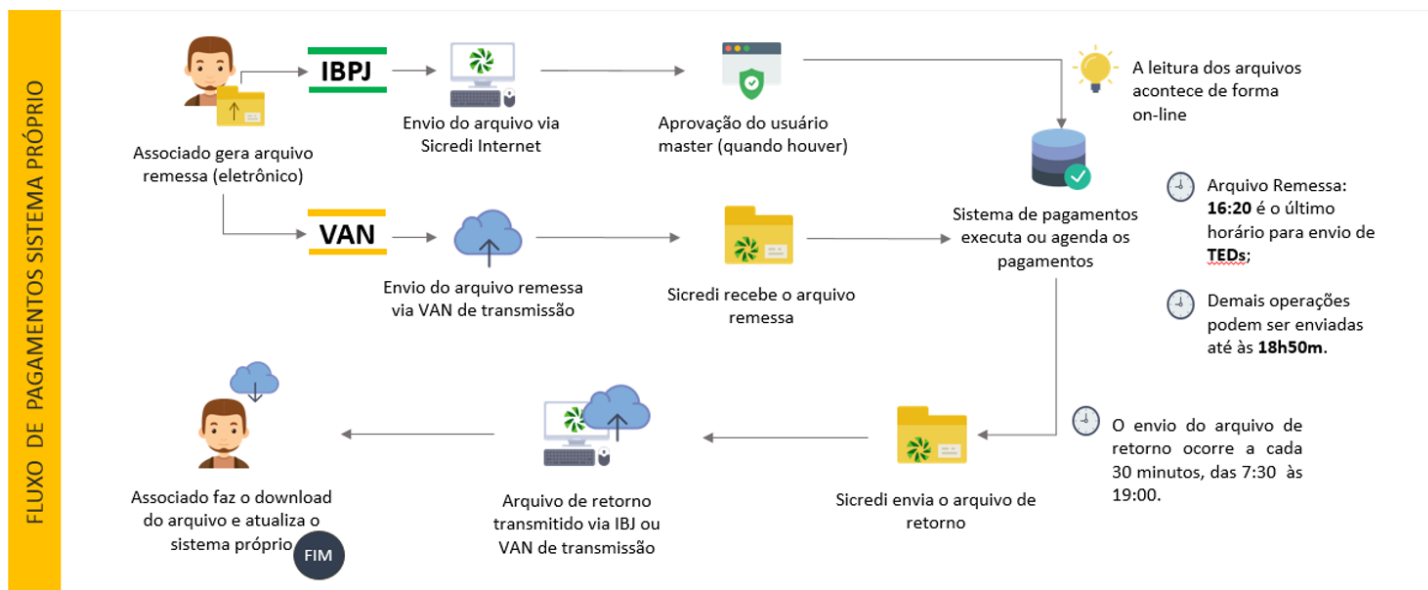 FLUXO DE PAGAMENTOS SISTEMA PRÓPRIO
IBPJ
Associado gera arquivo
remessa (eletrônico)
Envio do arquivo via
Sicredi Internet
Aprovação do usuário
master (quando houver)
A leitura dos arquivos
acontece de forma
on-line
VAN
Envio do arquivo remessa
via VAN de transmissão
Sicredi recebe o arquivo
remessa
Sistema de pagamentos
executa ou agenda os
pagamentos
Arquivo Remessa:
16:20 é o último
horário para envio de
TEDs;
Demais operações
podem ser enviadas
até às 18h50m.
O envio do arquivo de
retorno ocorre a cada
30 minutos, das 7:30 às
19:00.
Sicredi envia o arquivo de
retorno
Arquivo de retorno
transmitido via IBJ ou
VAN de transmissão
Associado faz o download
do arquivo e atualiza o
sistema próprio
FIM